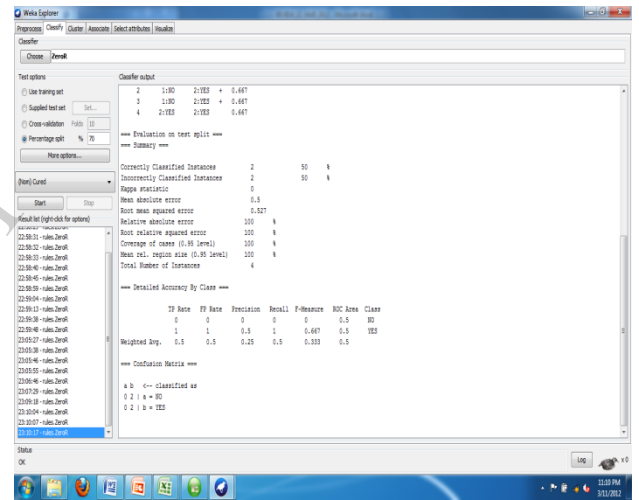 Weka Explorer
Preprocess Classify Cluster Associate Select attributes Visualize
Classifier
Choose ZeroR
Test options
Use training set
Supplied test set Set...
Cross-validation Folds 10
Percentage split % 70
More options...
(Nom) Cured
Start Stop
Result list (right-click for options)
22:58:31 - rules.ZeroR
22:58:32 - rules.ZeroR
22:58:33 - rules.ZeroR
22:58:40 - rules.ZeroR
22:58:45 - rules.ZeroR
22:58:59 - rules.ZeroR
22:59:04 - rules.ZeroR
22:59:13 - rules.ZeroR
22:59:38 - rules.ZeroR
22:59:48 - rules.ZeroR
23:05:27 - rules.ZeroR
23:05:38 - rules.ZeroR
23:05:46 - rules.ZeroR
23:05:55 - rules.ZeroR
23:06:46 - rules.ZeroR
23:07:29 - rules.ZeroR
23:09:18 - rules.ZeroR
23:10:04 - rules.ZeroR
23:10:07 - rules.ZeroR
23:10:17 - rules.ZeroR
Classifier output
2 1:NO 2:YES + 0.667
3 1:NO 2:YES + 0.667
4 2:YES 2:YES 0.667
=== Evaluation on test split ===
=== Summary ===
Correctly Classified Instances 2 50 %
Incorrectly Classified Instances 2 50 %
Kappa statistic 0
Mean absolute error 0.5
Root mean squared error 0.527
Relative absolute error 100 %
Root relative squared error 100 %
Coverage of cases (0.95 level) 100 %
Mean rel. region size (0.95 level) 100 %
Total Number of Instances 4
=== Detailed Accuracy By Class ===
TP Rate FP Rate Precision Recall F-Measure ROC Area Class
0 0 0 0 0 0.5 NO
1 1 0.5 1 0.667 0.5 YES
Weighted Avg. 0.5 0.5 0.25 0.5 0.333 0.5
=== Confusion Matrix ===
a b <-- classified as
0 2 | a = NO
0 2 | b = YES
Status
OK
Log
x 0
11:10 PM
3/11/2012